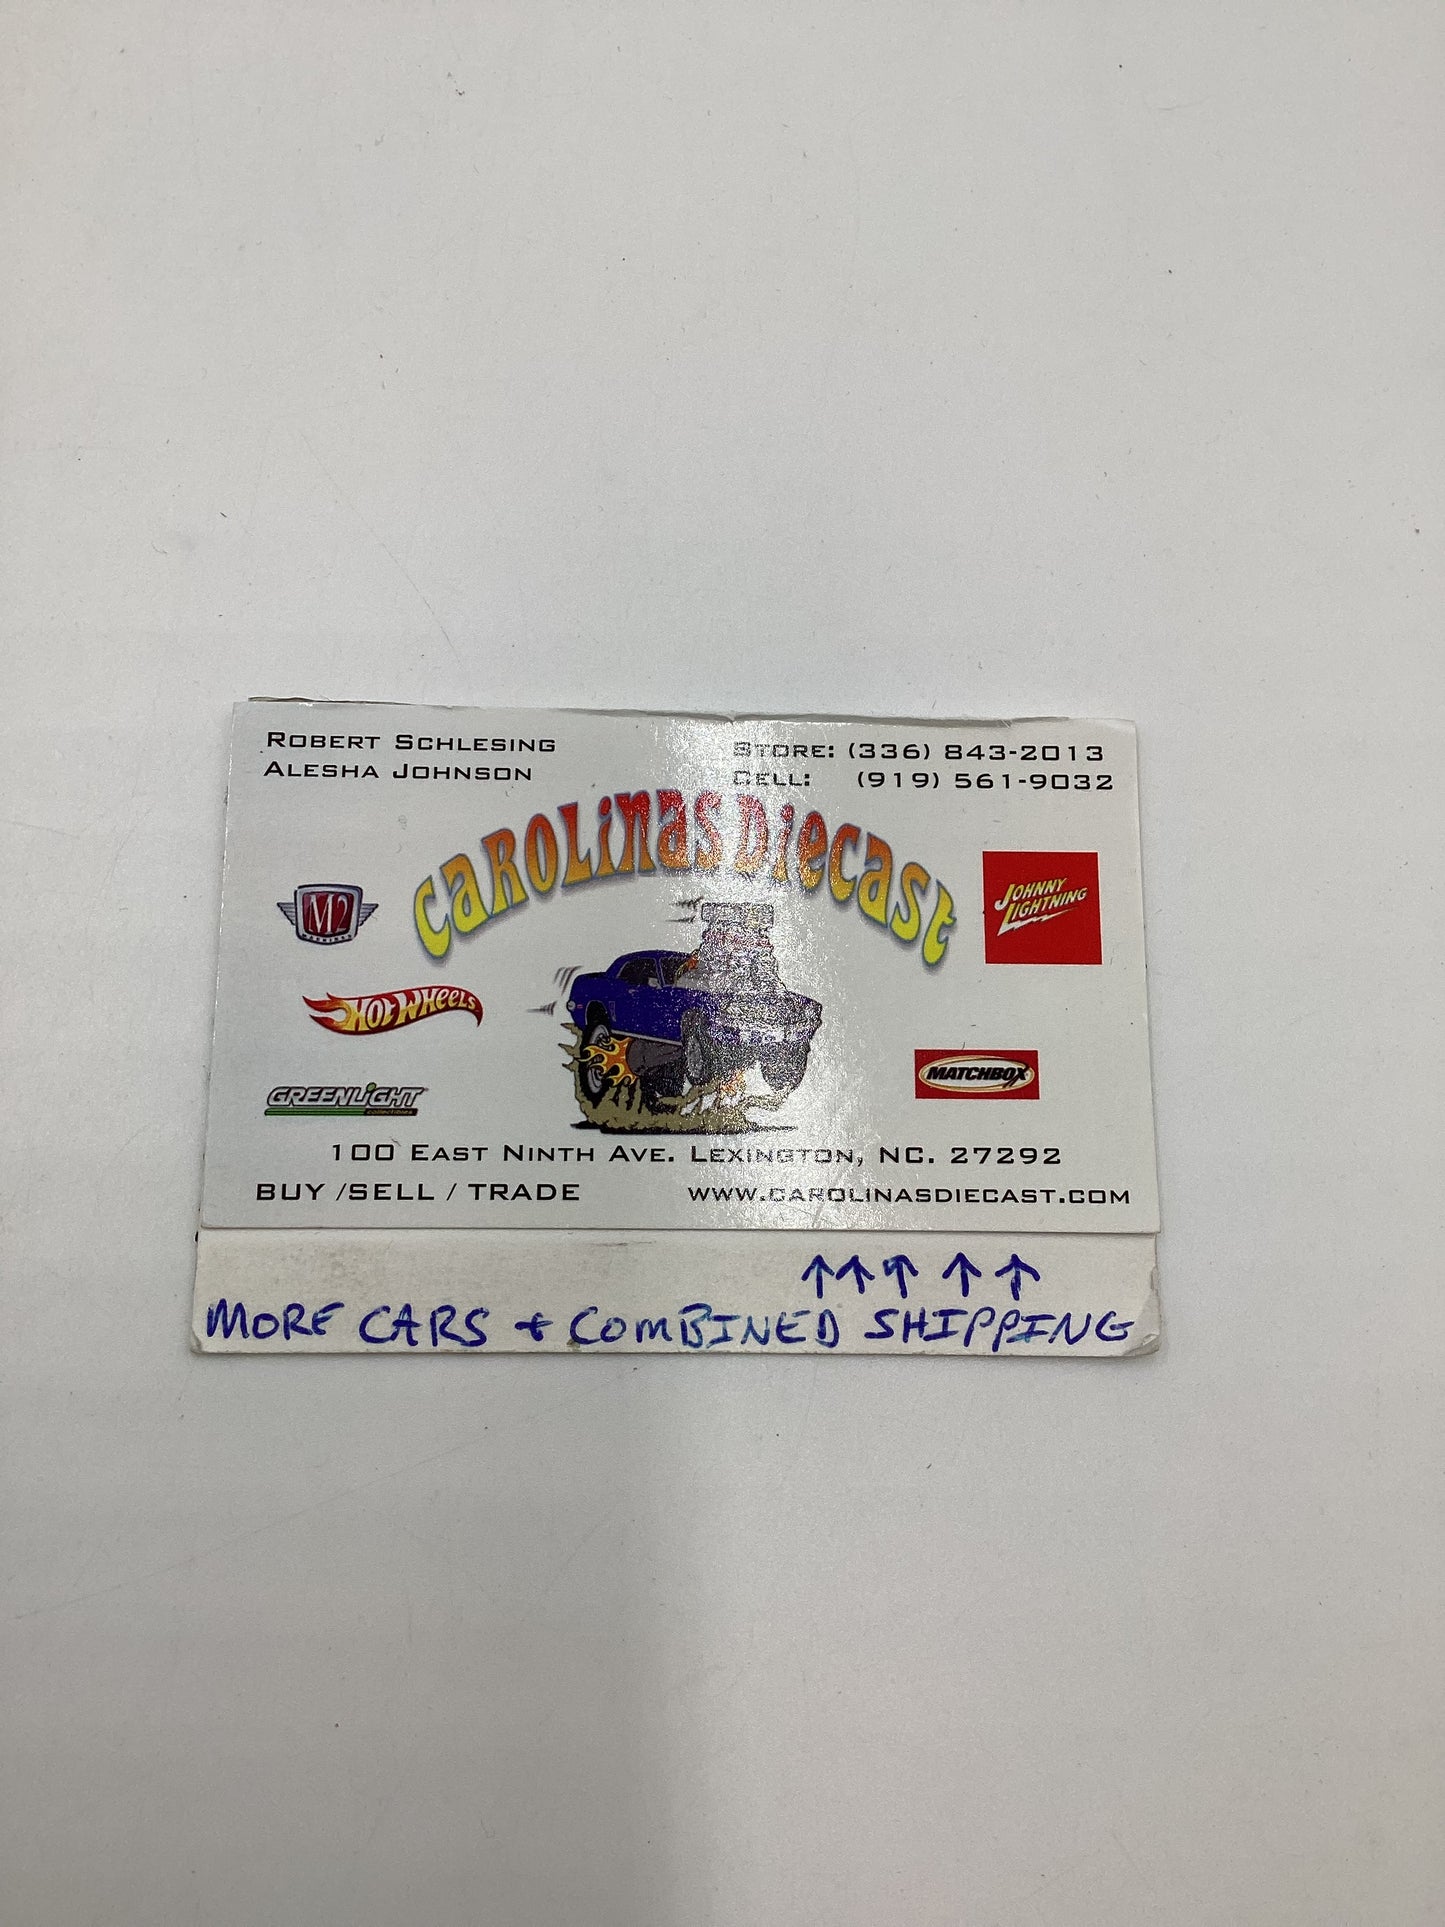 ROBERT SCHLESING
ALESHA JOHNSON
STORE: (336) 843-2013
CELL: (919) 561-9032
CAROLINAS DIECAST
M2
MACHINES
JOHNNY LIGHTNING
HOT WHEELS
MATCHBOX
GREENLIGHT
collectibles
100 EAST NINTH AVE. LEXINGTON, NC. 27292
BUY /SELL / TRADE
WWW.CAROLINASDIECAST.COM
↑↑↑ ↑ ↑
MORE CARS + COMBINED SHIPPING